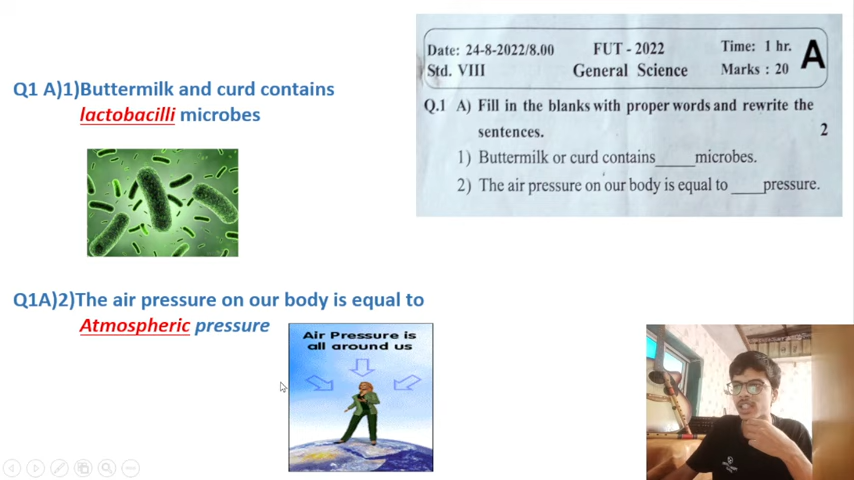 Q1 A)1)Buttermilk and curd contains
lactobacilli microbes
Date: 24-8-2022/8.00 FUT - 2022 Time: 1 hr. A
Std. VIII General Science Marks : 20
Q.1 A) Fill in the blanks with proper words and rewrite the
sentences. 2
1) Buttermilk or curd contains_____microbes.
2) The air pressure on our body is equal to ____pressure.
Q1A)2)The air pressure on our body is equal to
Atmospheric pressure
Air Pressure is
all around us